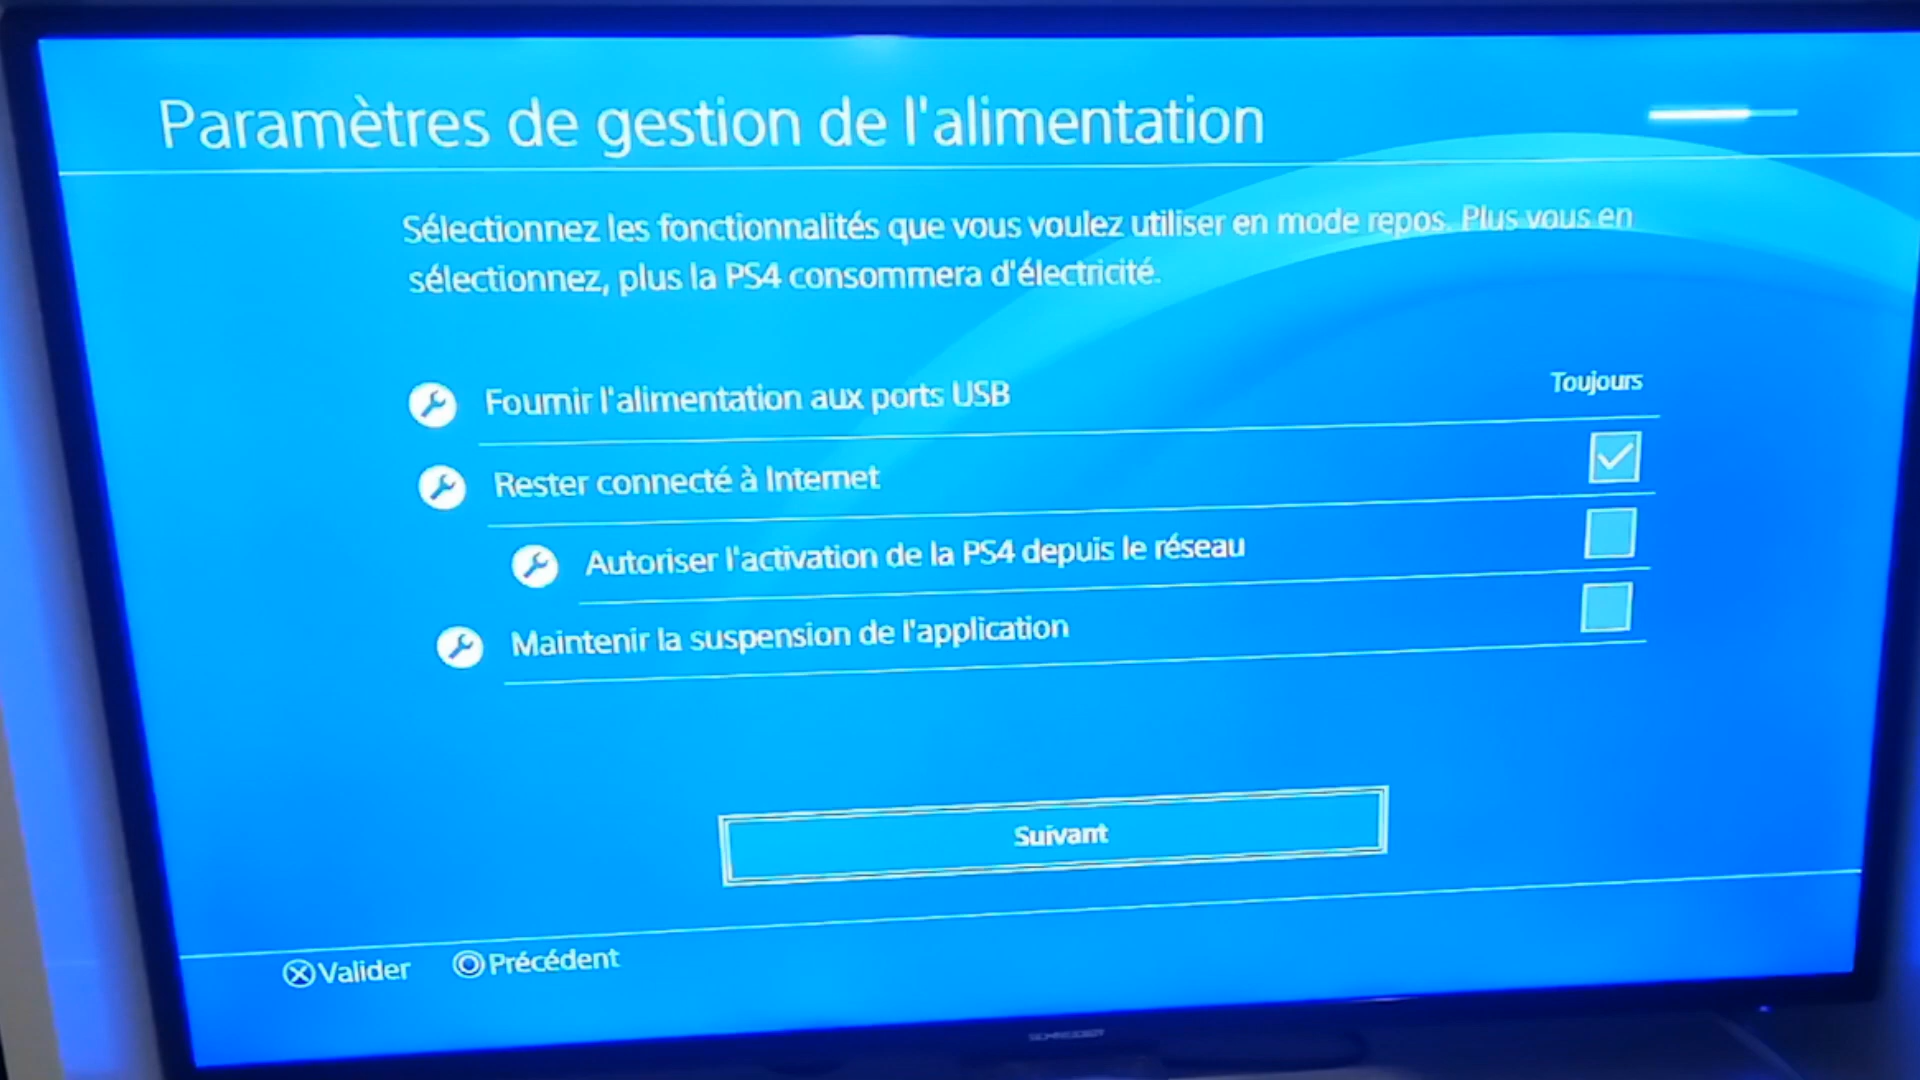 Paramètres de gestion de l'alimentation
Sélectionnez les fonctionnalités que vous voulez utiliser en mode repos. Plus vous en
sélectionnez, plus la PS4 consommera d'électricité.
Fournir l'alimentation aux ports USB
Toujours
Rester connecté à Internet
Autoriser l'activation de la PS4 depuis le réseau
Maintenir la suspension de l'application
Suivant
Valider
Précédent